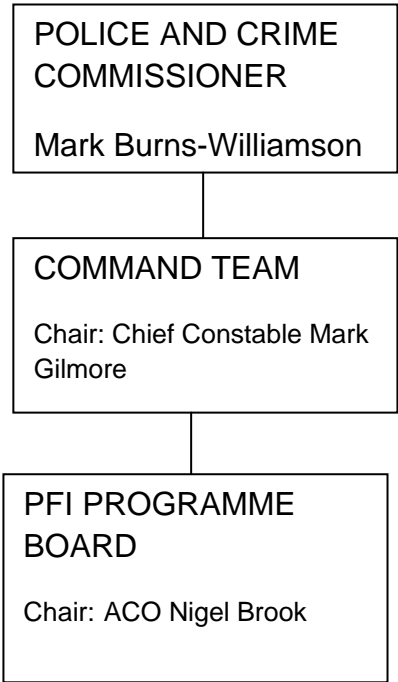 POLICE AND CRIME
COMMISSIONER
Mark Burns-Williamson
COMMAND TEAM
Chair: Chief Constable Mark
Gilmore
PFI PROGRAMME
BOARD
Chair: ACO Nigel Brook